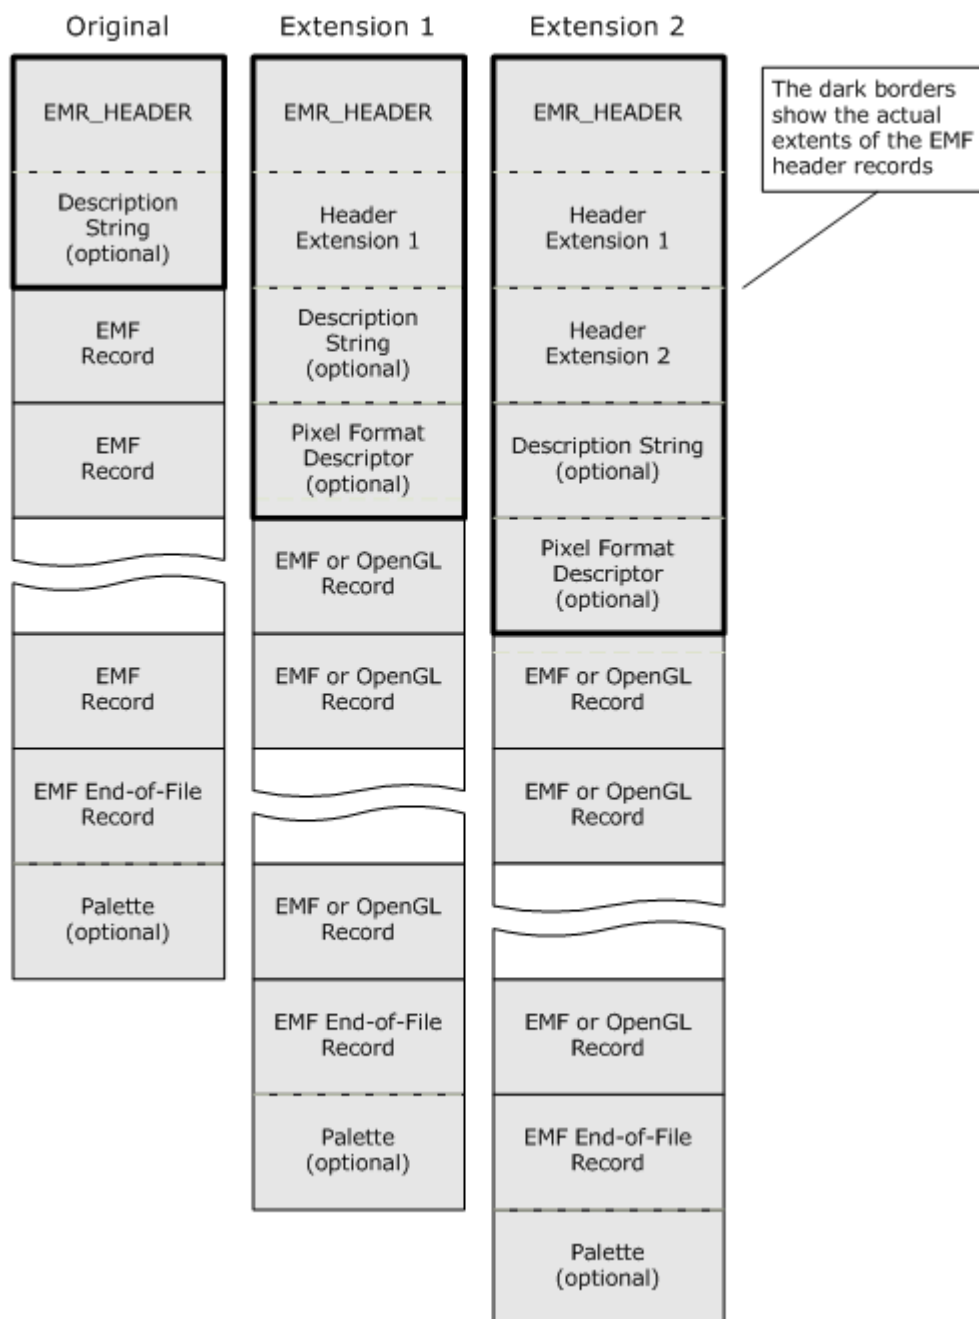 Original
EMR_HEADER
Description
String
(optional)
EMF
Record
EMF
Record
EMF
Record
EMF End-of-File
Record
Palette
(optional)
Extension 1
EMR_HEADER
Header
Extension 1
Description
String
(optional)
Pixel Format
Descriptor
(optional)
EMF or OpenGL
Record
EMF or OpenGL
Record
EMF or OpenGL
Record
EMF End-of-File
Record
Palette
(optional)
Extension 2
EMR_HEADER
Header
Extension 1
Header
Extension 2
Description String
(optional)
Pixel Format
Descriptor
(optional)
EMF or OpenGL
Record
EMF or OpenGL
Record
EMF or OpenGL
Record
EMF End-of-File
Record
Palette
(optional)
The dark borders
show the actual
extents of the EMF
header records